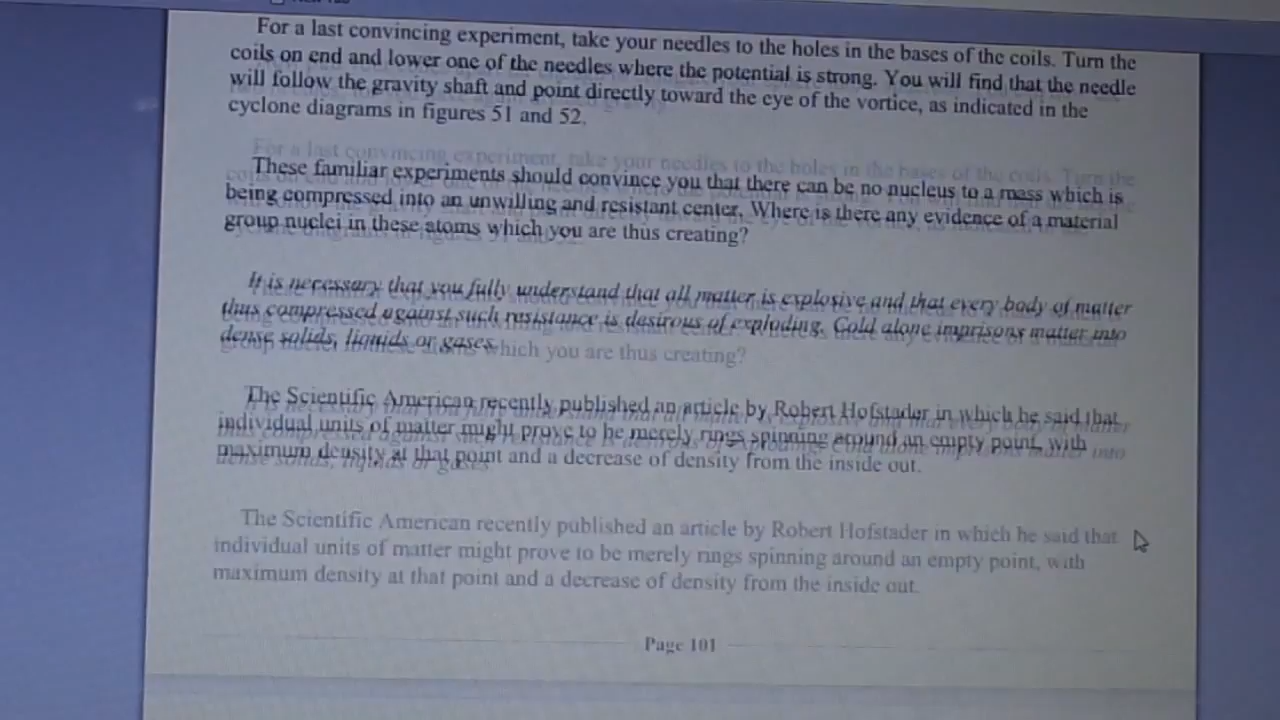 For a last convincing experiment, take your needles to the holes in the bases of the coils. Turn the
coils on end and lower one of the needles where the potential is strong. You will find that the needle
will follow the gravity shaft and point directly toward the eye of the vortice, as indicated in the
cyclone diagrams in figures 51 and 52.
These familiar experiments should convince you that there can be no nucleus to a mass which is
being compressed into an unwilling and resistant center. Where is there any evidence of a material
group nuclei in these atoms which you are thus creating?
It is necessary that you fully understand that all matter is explosive and that every body of matter
thus compressed against such resistance is desirous of exploding. Cold alone imprisons matter into
dense solids, liquids or gases.
The Scientific American recently published an article by Robert Hofstader in which he said that
individual units of matter might prove to be merely rings spinning around an empty point, with
maximum density at that point and a decrease of density from the inside out.
The Scientific American recently published an article by Robert Hofstader in which he said that
individual units of matter might prove to be merely rings spinning around an empty point, with
maximum density at that point and a decrease of density from the inside out.
Page 101